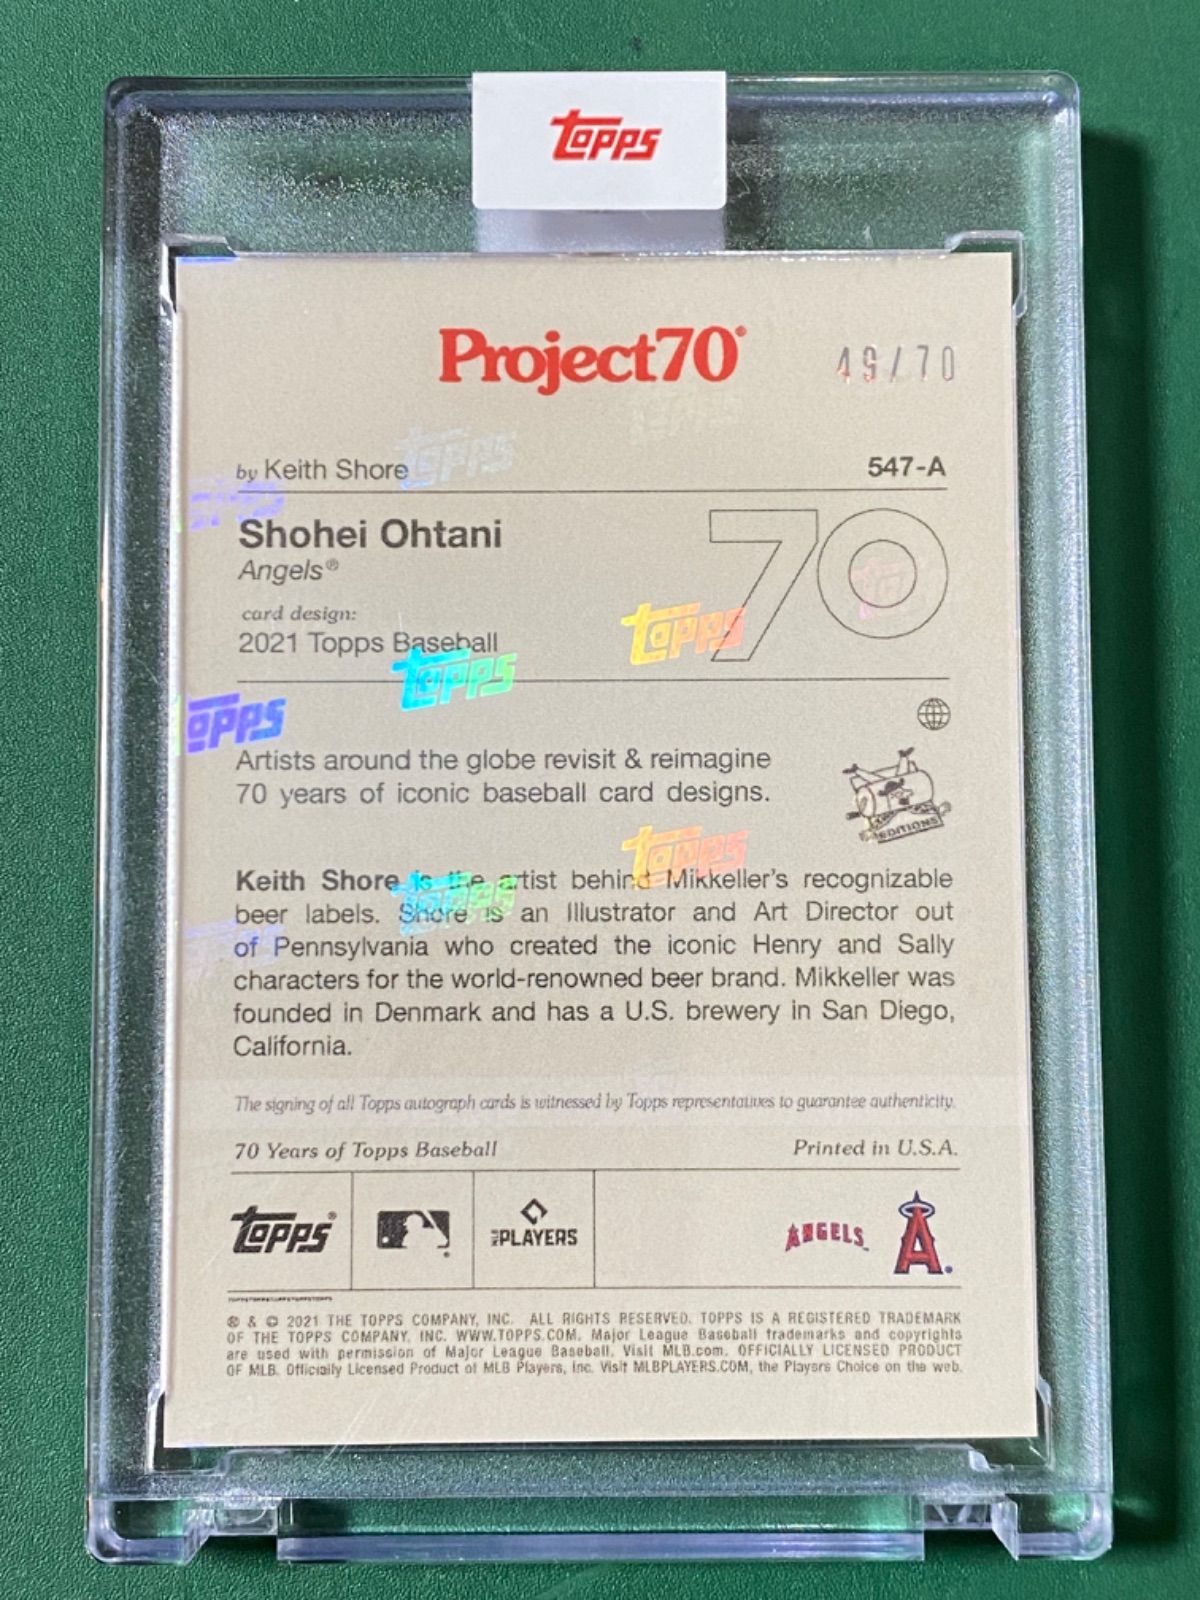 Topps
Project70®
49/70
by Keith Shore
547-A
Shohei Ohtani
Angels®
card design:
2021 Topps Baseball
70
Artists around the globe revisit & reimagine
70 years of iconic baseball card designs.
EDITIONS
Keith Shore is the artist behind Mikkeller's recognizable
beer labels. Shore is an Illustrator and Art Director out
of Pennsylvania who created the iconic Henry and Sally
characters for the world-renowned beer brand. Mikkeller was
founded in Denmark and has a U.S. brewery in San Diego,
California.
The signing of all Topps autograph cards is witnessed by Topps representatives to guarantee authenticity.
70 Years of Topps Baseball
Printed in U.S.A.
Topps®
MLB PLAYERS
ANGELS
A
® & © 2021 THE TOPPS COMPANY, INC. ALL RIGHTS RESERVED. TOPPS IS A REGISTERED TRADEMARK
OF THE TOPPS COMPANY, INC. WWW.TOPPS.COM. Major League Baseball trademarks and copyrights
are used with permission of Major League Baseball. Visit MLB.com. OFFICIALLY LICENSED PRODUCT
OF MLB. Officially Licensed Product of MLB Players, Inc. Visit MLBPLAYERS.COM, the Players Choice on the web.